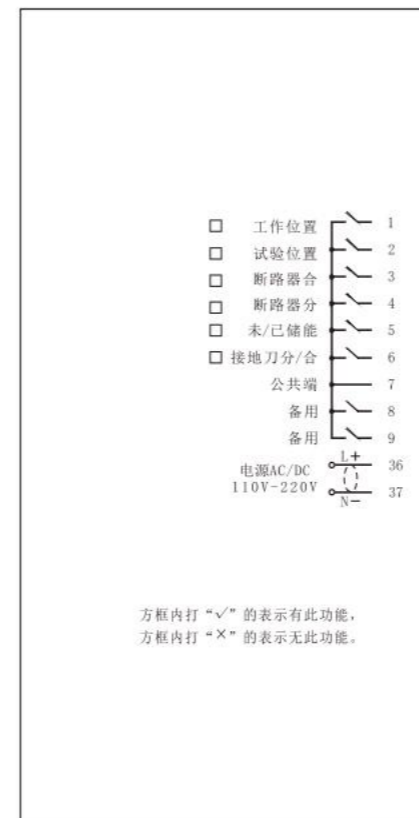 □ 工作位置 1
□ 试验位置 2
□ 断路器合 3
□ 断路器分 4
□ 未/已储能 5
□ 接地刀分/合 6
公共端 7
备用 8
备用 9
电源AC/DC L+ 36
110V-220V N- 37
方框内打“✓”的表示有此功能,
方框内打“×”的表示无此功能。